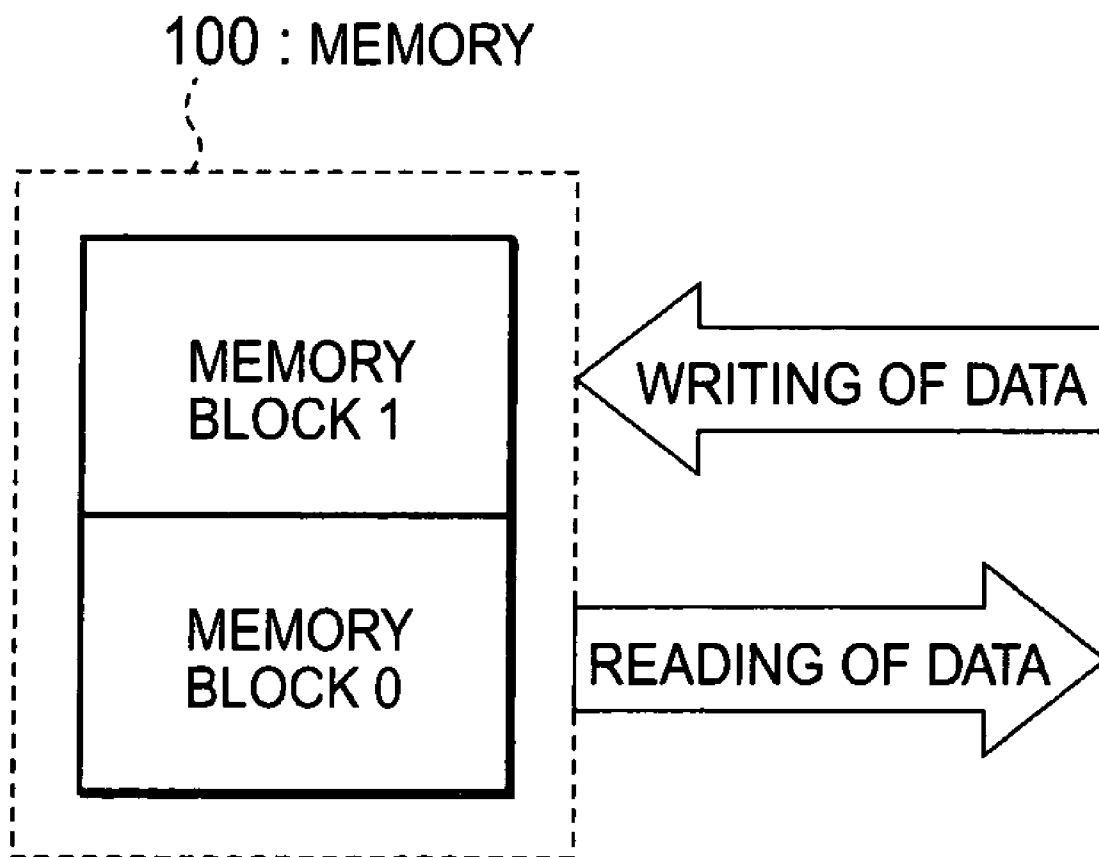 100 : MEMORY
MEMORY
BLOCK 1
WRITING OF DATA
MEMORY
BLOCK 0
READING OF DATA